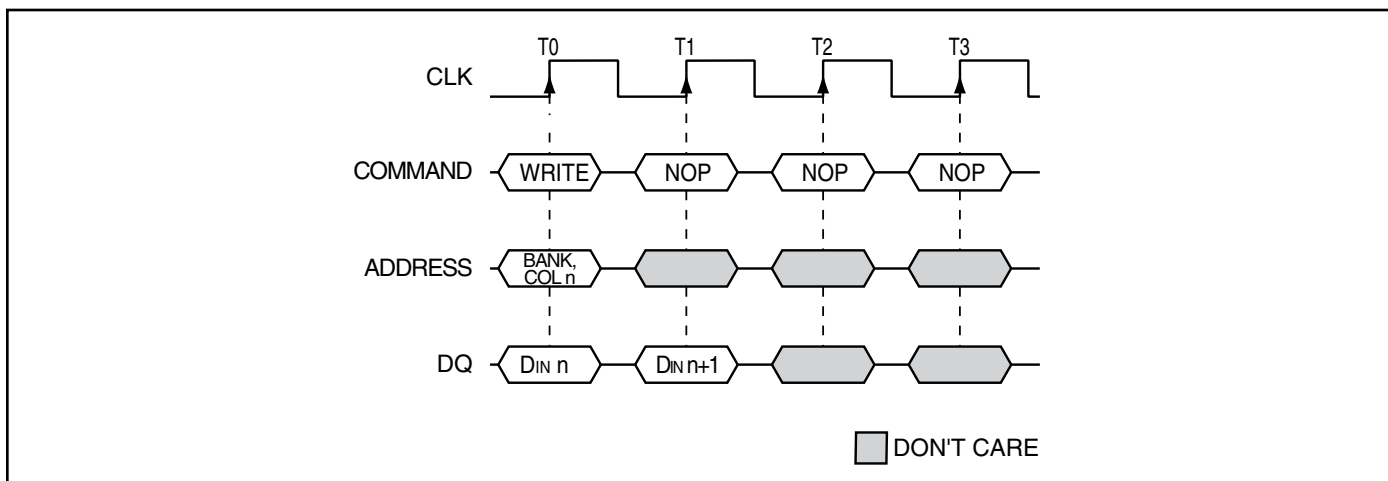 T0 T1 T2 T3
CLK
COMMAND WRITE NOP NOP NOP
ADDRESS BANK,
COL n
DQ DIN n DIN n+1
DON'T CARE